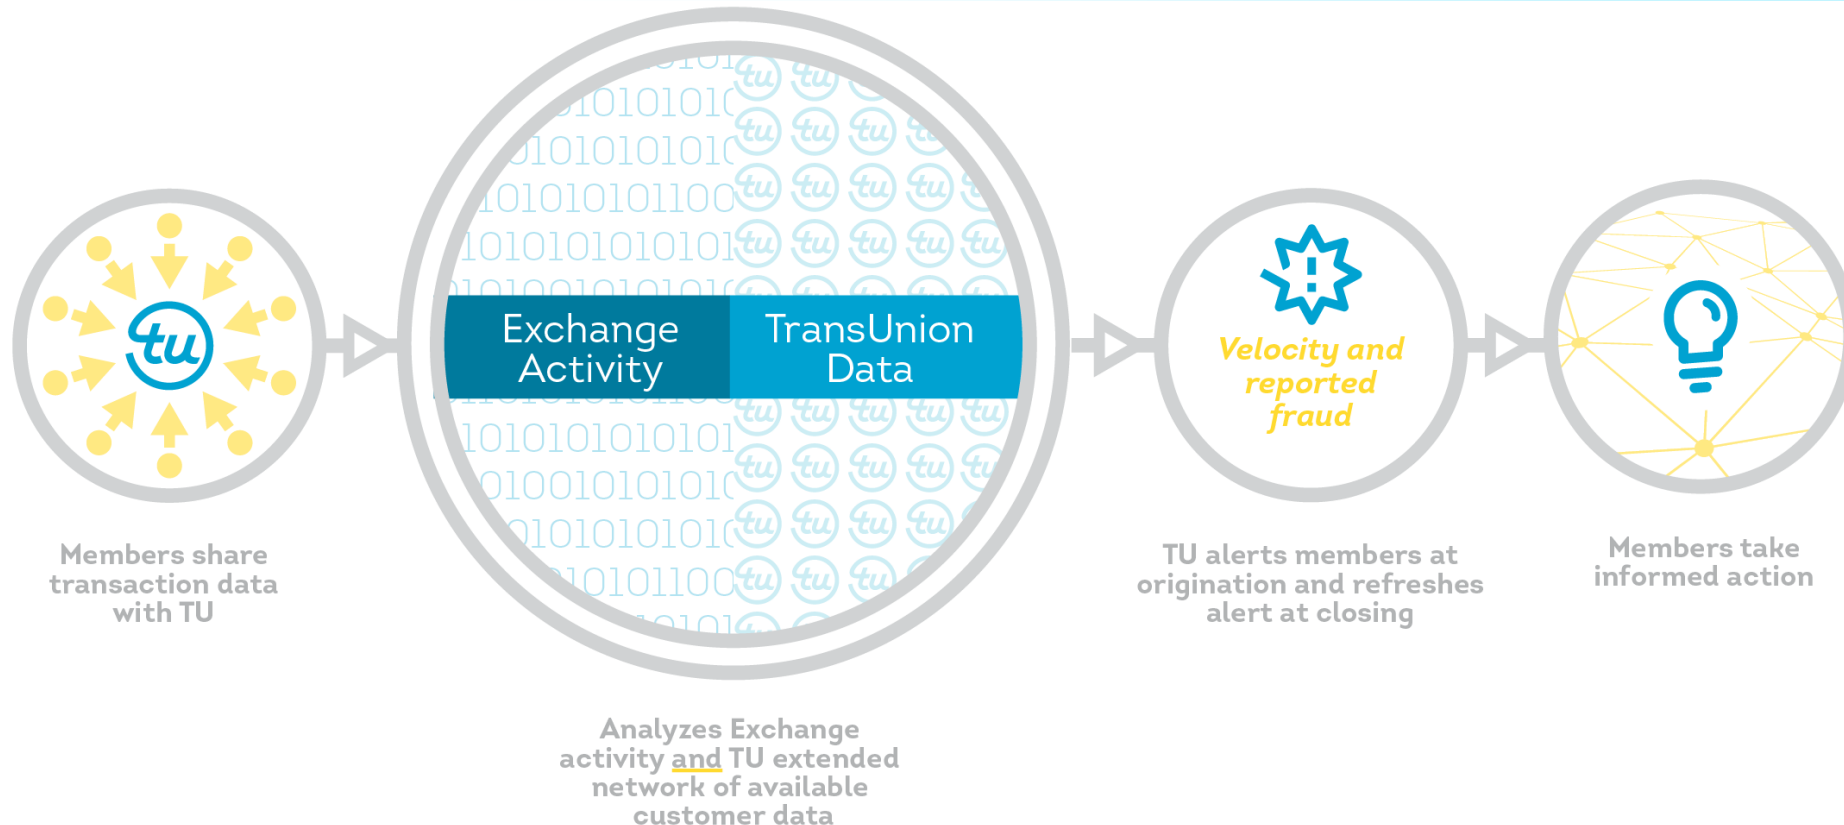 tu
Members share
transaction data
with TU
Exchange
Activity
TransUnion
Data
Analyzes Exchange
activity and TU extended
network of available
customer data
Velocity and
reported
fraud
TU alerts members at
origination and refreshes
alert at closing
Members take
informed action